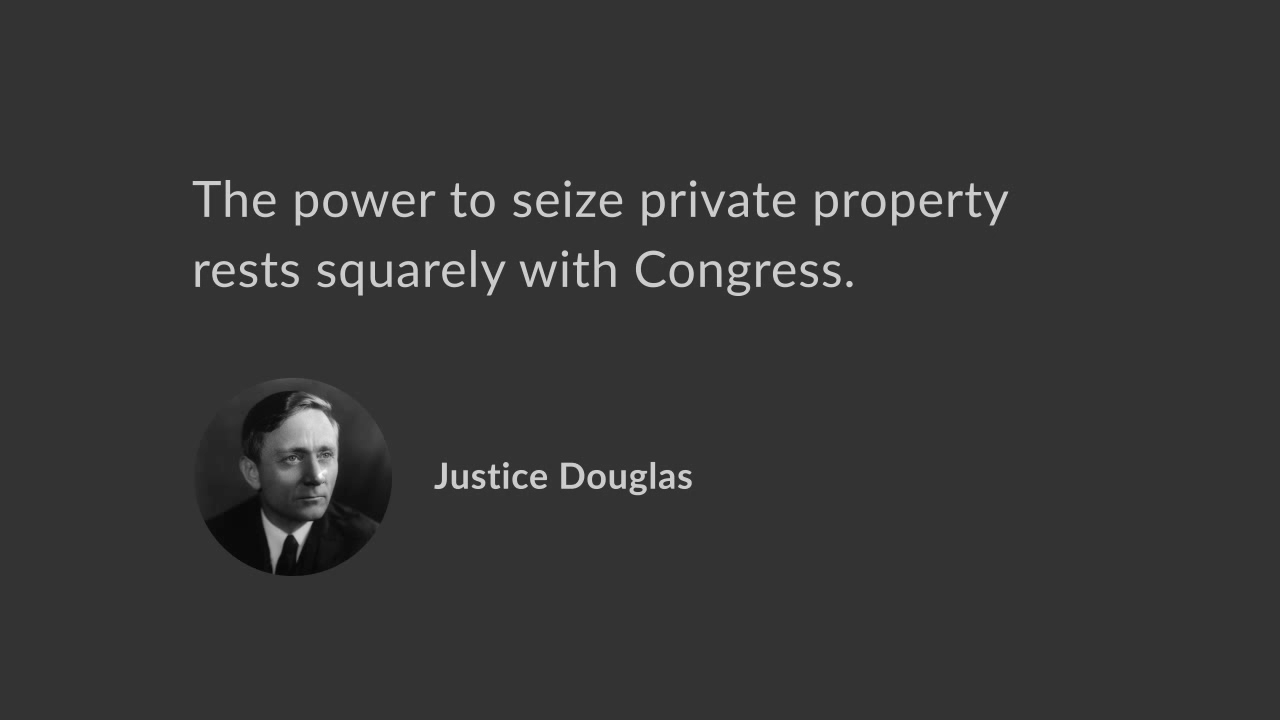 The power to seize private property
rests squarely with Congress.
Justice Douglas